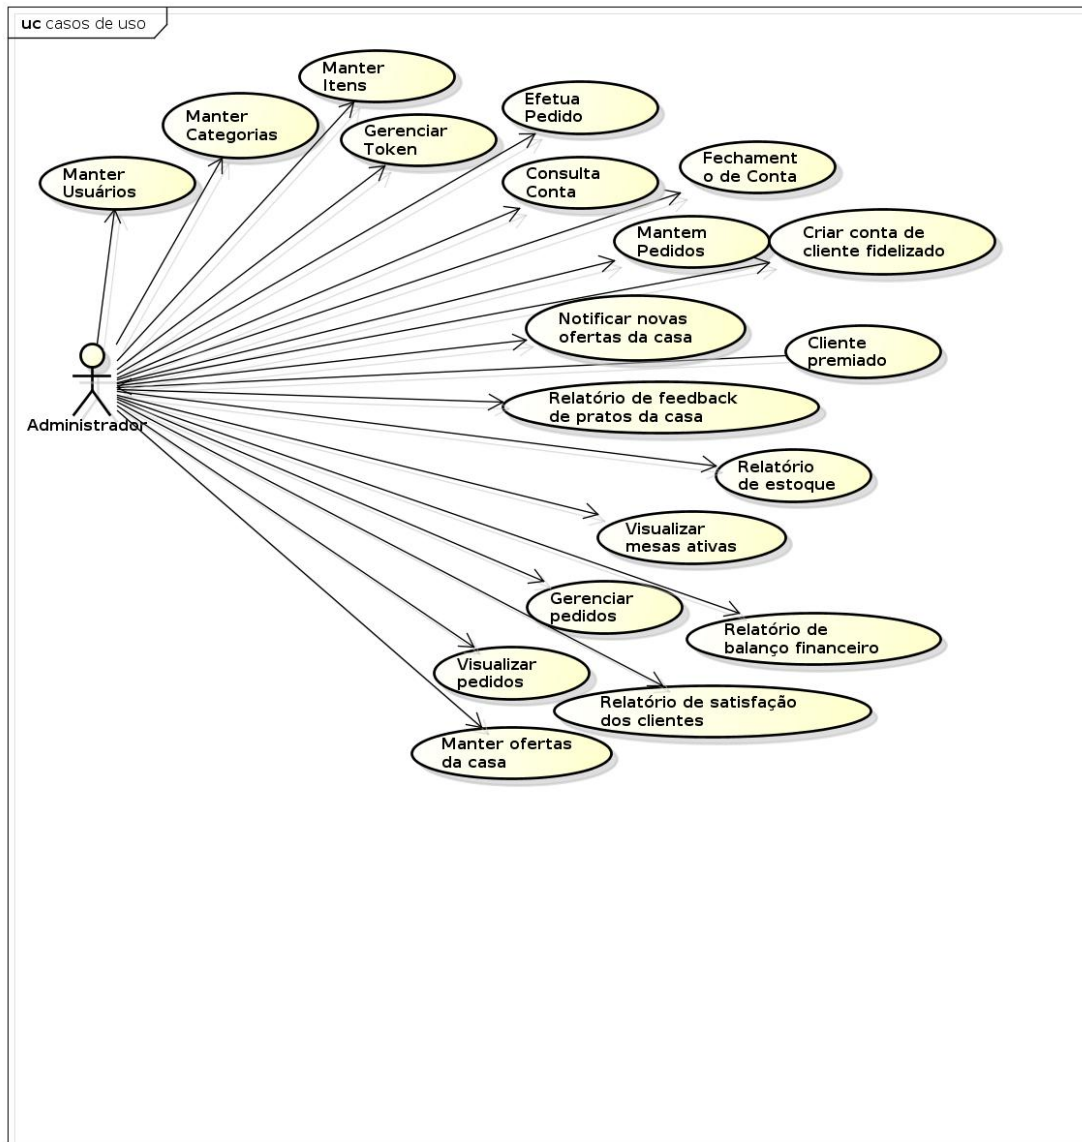 uc casos de uso
Manter
Itens
Efetua
Pedido
Manter
Categorias
Gerenciar
Token
Fechament
o de Conta
Manter
Usuários
Consulta
Conta
Mantem
Pedidos
Criar conta de
cliente fidelizado
Notificar novas
ofertas da casa
Cliente
premiado
Administrador
Relatório de feedback
de pratos da casa
Relatório
de estoque
Visualizar
mesas ativas
Gerenciar
pedidos
Relatório de
balanço financeiro
Visualizar
pedidos
Relatório de satisfação
dos clientes
Manter ofertas
da casa